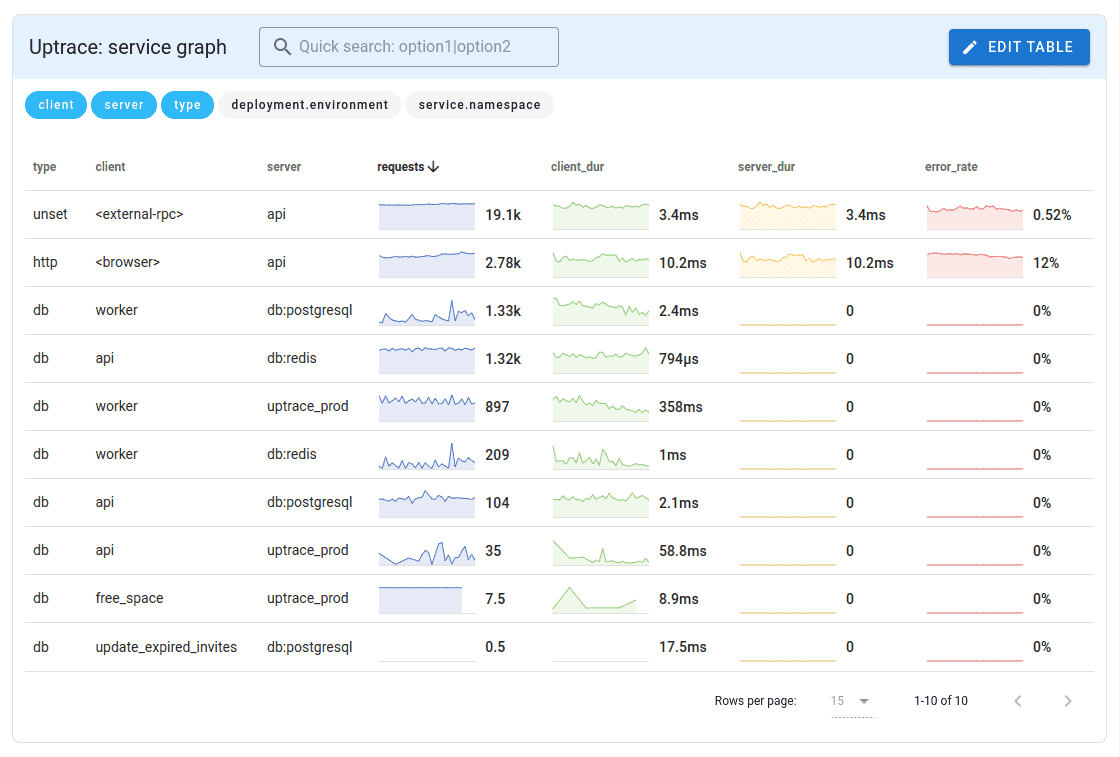 Uptrace: service graph Quick search: option1|option2 EDIT TABLE
client server type deployment.environment service.namespace
type client server requests client_dur server_dur error_rate
unset <external-rpc> api 19.1k 3.4ms 3.4ms 0.52%
http <browser> api 2.78k 10.2ms 10.2ms 12%
db worker db:postgresql 1.33k 2.4ms 0 0%
db api db:redis 1.32k 794µs 0 0%
db worker uptrace_prod 897 358ms 0 0%
db worker db:redis 209 1ms 0 0%
db api db:postgresql 104 2.1ms 0 0%
db api uptrace_prod 35 58.8ms 0 0%
db free_space uptrace_prod 7.5 8.9ms 0 0%
db update_expired_invites db:postgresql 0.5 17.5ms 0 0%
Rows per page: 15 1-10 of 10